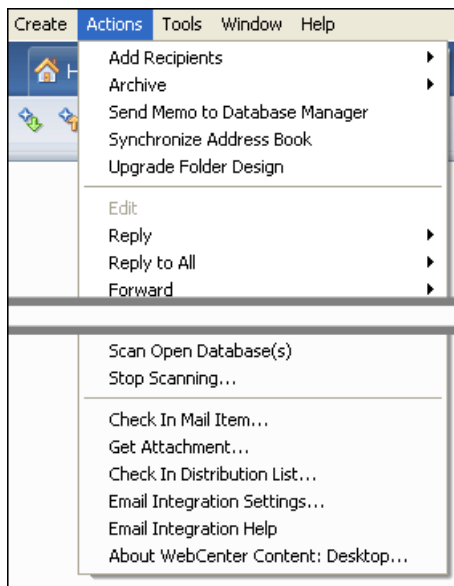 Create Actions Tools Window Help
H
Add Recipients
Archive
Send Memo to Database Manager
Synchronize Address Book
Upgrade Folder Design
Edit
Reply
Reply to All
Forward
Scan Open Database(s)
Stop Scanning...
Check In Mail Item...
Get Attachment...
Check In Distribution List...
Email Integration Settings...
Email Integration Help
About WebCenter Content: Desktop...